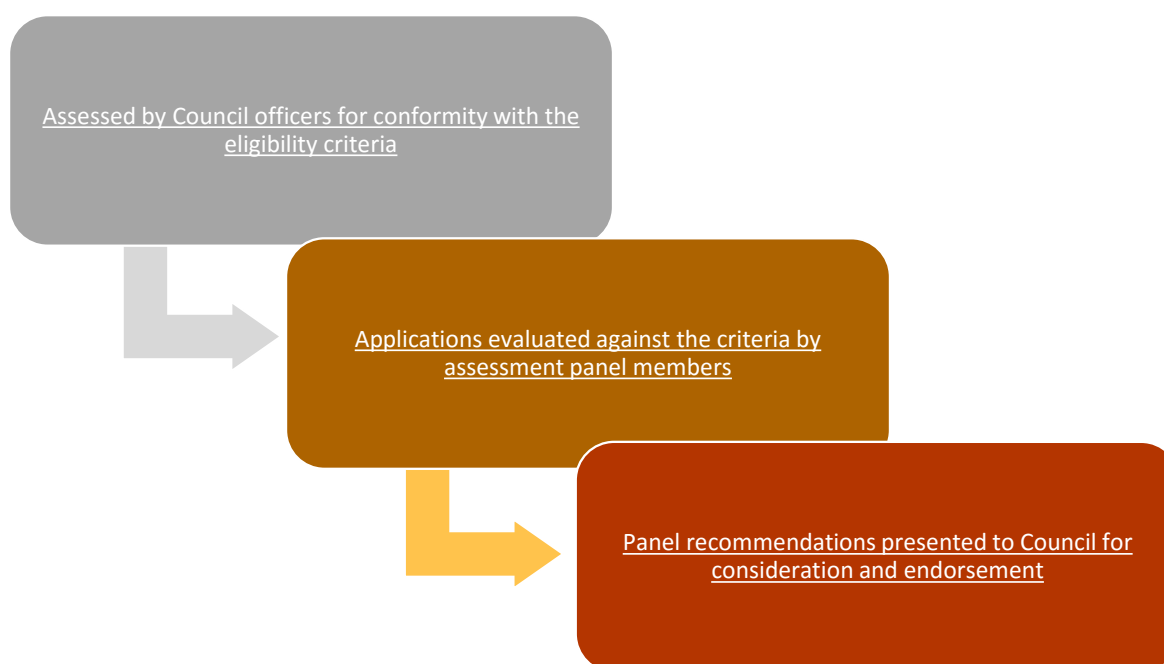 Assessed by Council officers for conformity with the
eligibility criteria
Applications evaluated against the criteria by
assessment panel members
Panel recommendations presented to Council for
consideration and endorsement